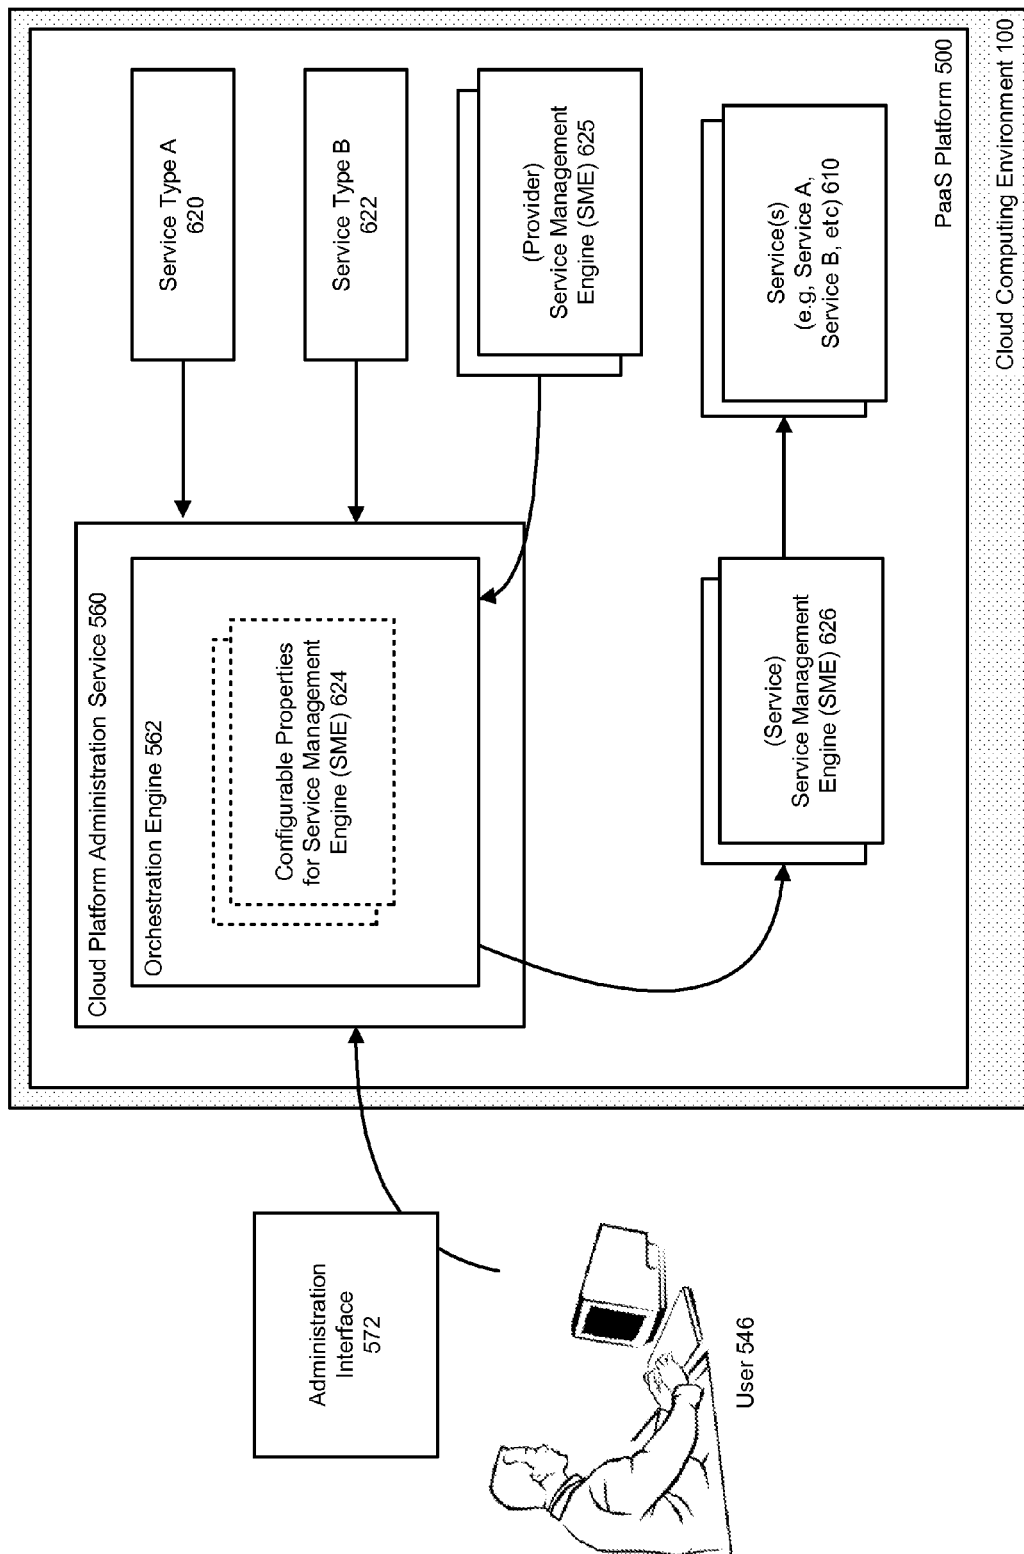 Cloud Platform Administration Service 560
Orchestration Engine 562
Configurable Properties
for Service Management
Engine (SME) 624
Service Type A
620
Service Type B
622
(Provider)
Service Management
Engine (SME) 625
Administration
Interface
572
User 546
(Service)
Service Management
Engine (SME) 626
Service(s)
(e.g, Service A,
Service B, etc) 610
PaaS Platform 500
Cloud Computing Environment 100